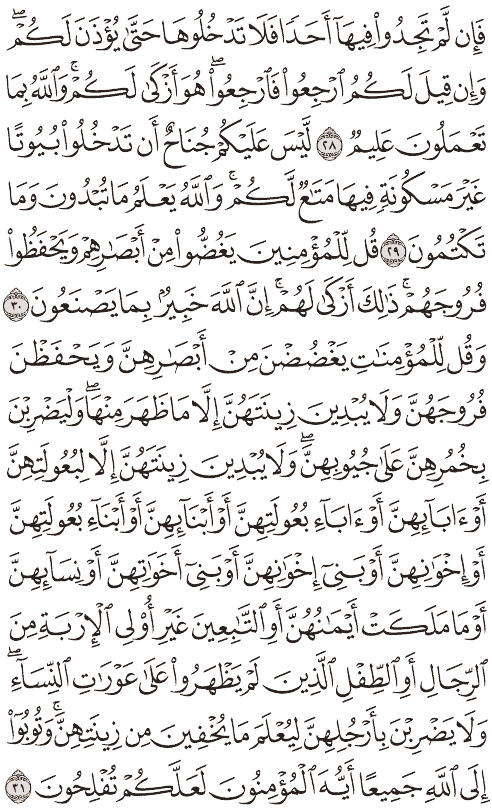 فَإِن لَّمْ تَجِدُوا۟ فِيهَآ أَحَدًا فَلَا تَدْخُلُوهَا حَتَّىٰ يُؤْذَنَ لَكُمْ ۖ
وَإِن قِيلَ لَكُمُ ٱرْجِعُوا۟ فَٱرْجِعُوا۟ ۖ هُوَ أَزْكَىٰ لَكُمْ ۚ وَٱللَّهُ بِمَا
تَعْمَلُونَ عَلِيمٌ ٢٨ لَّيْسَ عَلَيْكُمْ جُنَاحٌ أَن تَدْخُلُوا۟ بُيُوتًا
غَيْرَ مَسْكُونَةٍ فِيهَا مَتَـٰعٌ لَّكُمْ ۚ وَٱللَّهُ يَعْلَمُ مَا تُبْدُونَ وَمَا
تَكْتُمُونَ ٢٩ قُل لِّلْمُؤْمِنِينَ يَغُضُّوا۟ مِنْ أَبْصَـٰرِهِمْ وَيَحْفَظُوا۟
فُرُوجَهُمْ ۚ ذَٰلِكَ أَزْكَىٰ لَهُمْ ۗ إِنَّ ٱللَّهَ خَبِيرٌۢ بِمَا يَصْنَعُونَ ٣٠
وَقُل لِّلْمُؤْمِنَـٰتِ يَغْضُضْنَ مِنْ أَبْصَـٰرِهِنَّ وَيَحْفَظْنَ
فُرُوجَهُنَّ وَلَا يُبْدِينَ زِينَتَهُنَّ إِلَّا مَا ظَهَرَ مِنْهَا ۖ وَلْيَضْرِبْنَ
بِخُمُرِهِنَّ عَلَىٰ جُيُوبِهِنَّ ۖ وَلَا يُبْدِينَ زِينَتَهُنَّ إِلَّا لِبُعُولَتِهِنَّ
أَوْ ءَابَآئِهِنَّ أَوْ ءَابَآءِ بُعُولَتِهِنَّ أَوْ أَبْنَآئِهِنَّ أَوْ أَبْنَآءِ بُعُولَتِهِنَّ
أَوْ إِخْوَٰنِهِنَّ أَوْ بَنِىٓ إِخْوَٰنِهِنَّ أَوْ بَنِىٓ أَخَوَٰتِهِنَّ أَوْ نِسَآئِهِنَّ
أَوْ مَا مَلَكَتْ أَيْمَـٰنُهُنَّ أَوِ ٱلتَّـٰبِعِينَ غَيْرِ أُو۟لِى ٱلْإِرْبَةِ مِنَ
ٱلرِّجَالِ أَوِ ٱلطِّفْلِ ٱلَّذِينَ لَمْ يَظْهَرُوا۟ عَلَىٰ عَوْرَٰتِ ٱلنِّسَآءِ ۖ
وَلَا يَضْرِبْنَ بِأَرْجُلِهِنَّ لِيُعْلَمَ مَا يُخْفِينَ مِن زِينَتِهِنَّ ۚ وَتُوبُوٓا۟
إِلَى ٱللَّهِ جَمِيعًا أَيُّهَ ٱلْمُؤْمِنُونَ لَعَلَّكُمْ تُفْلِحُونَ ٣١